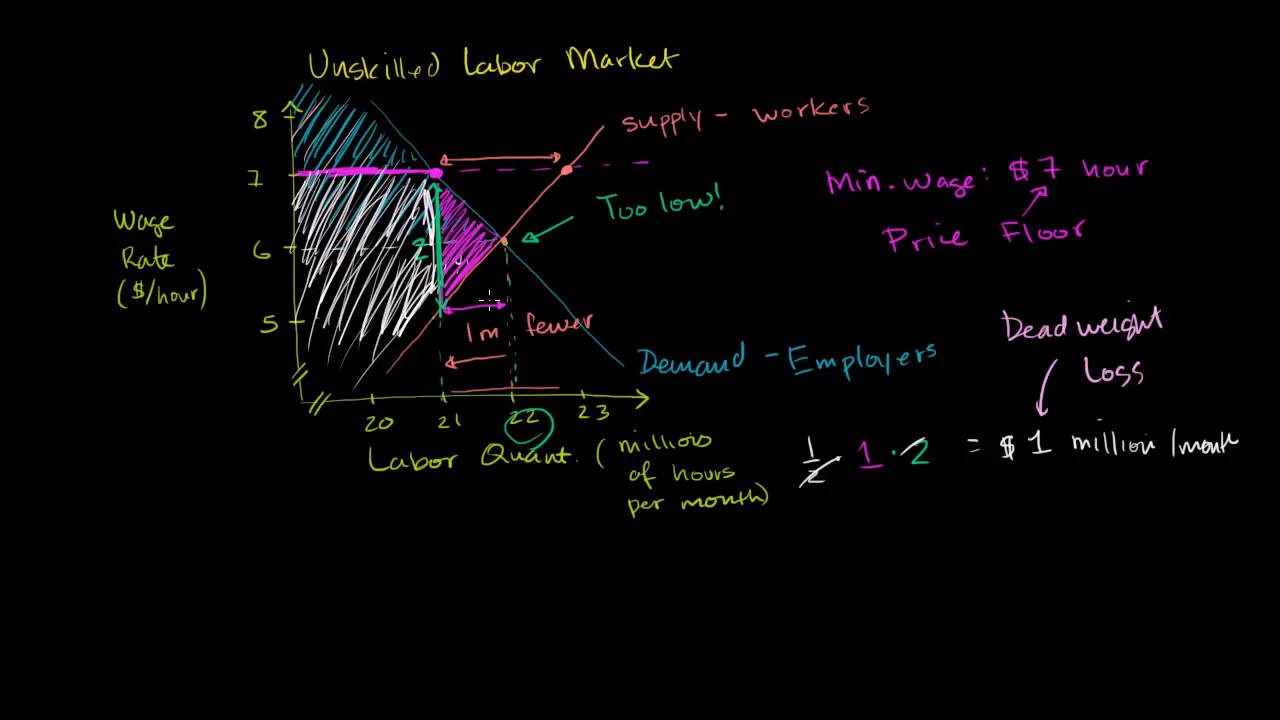 Unskilled Labor Market
8
7
6
5
Wage
Rate
($/hour)
supply - workers
Too low!
2
1m fewer
Demand - Employers
20 21 22 23
Labor Quant. (millions
of hours
per month)
Min. wage: $7 hour
Price Floor
Deadweight
Loss
1/2 1 · 2 = $1 million /month